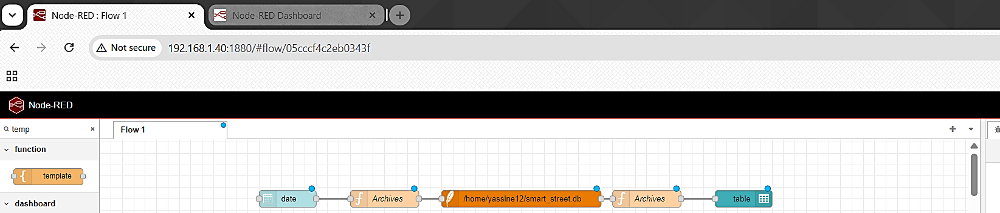 Node-RED : Flow 1
Node-RED Dashboard
Not secure
192.168.1.40:1880/#flow/05cccf4c2eb0343f
Node-RED
temp
Flow 1
function
template
date
Archives
/home/yassine12/smart_street.db
Archives
table
dashboard